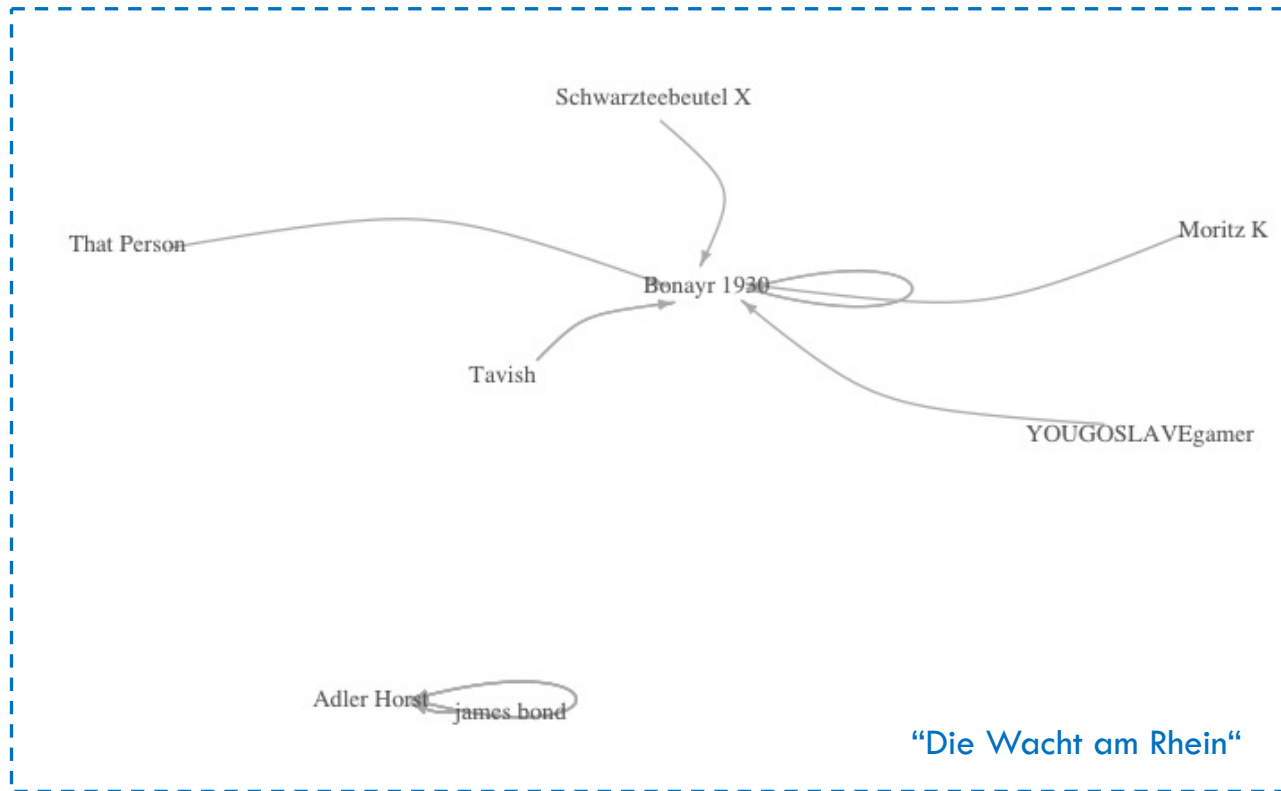 Schwarzteebeutel X
That Person
Moritz K
Bonayr 1930
Tavish
YOUGOSLAVEgamer
Adler Horst
james bond
“Die Wacht am Rhein“